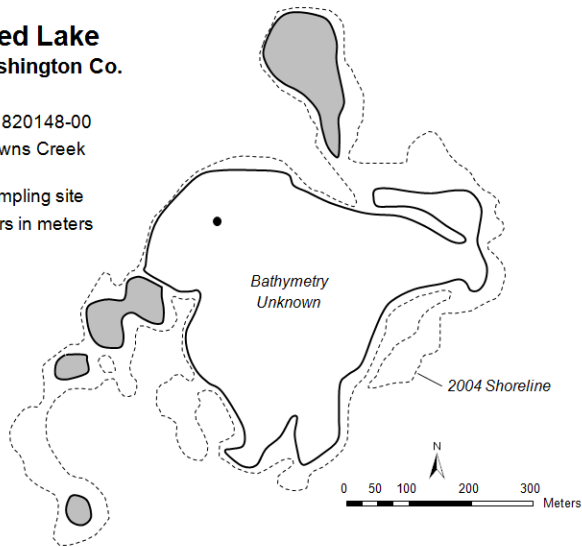 ed Lake
shington Co.
820148-00
wns Creek
mpling site
rs in meters
Bathymetry
Unknown
2004 Shoreline
N
0 50 100 200 300
Meters